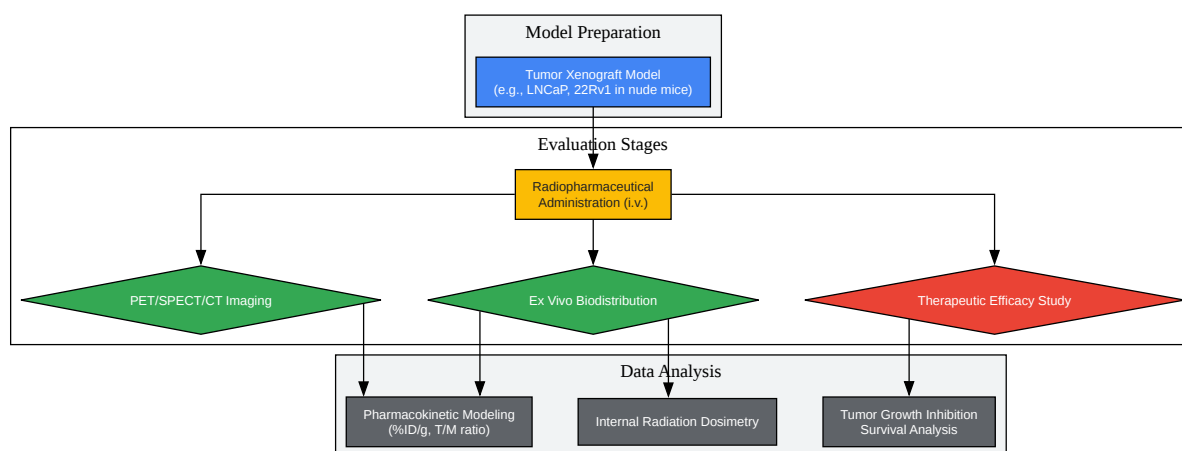 Model Preparation
Tumor Xenograft Model
(e.g., LNCaP, 22Rv1 in nude mice)
Evaluation Stages
Radiopharmaceutical
Administration (i.v.)
PET/SPECT/CT Imaging
Ex Vivo Biodistribution
Therapeutic Efficacy Study
Data Analysis
Pharmacokinetic Modeling
(%ID/g, T/M ratio)
Internal Radiation Dosimetry
Tumor Growth Inhibition
Survival Analysis